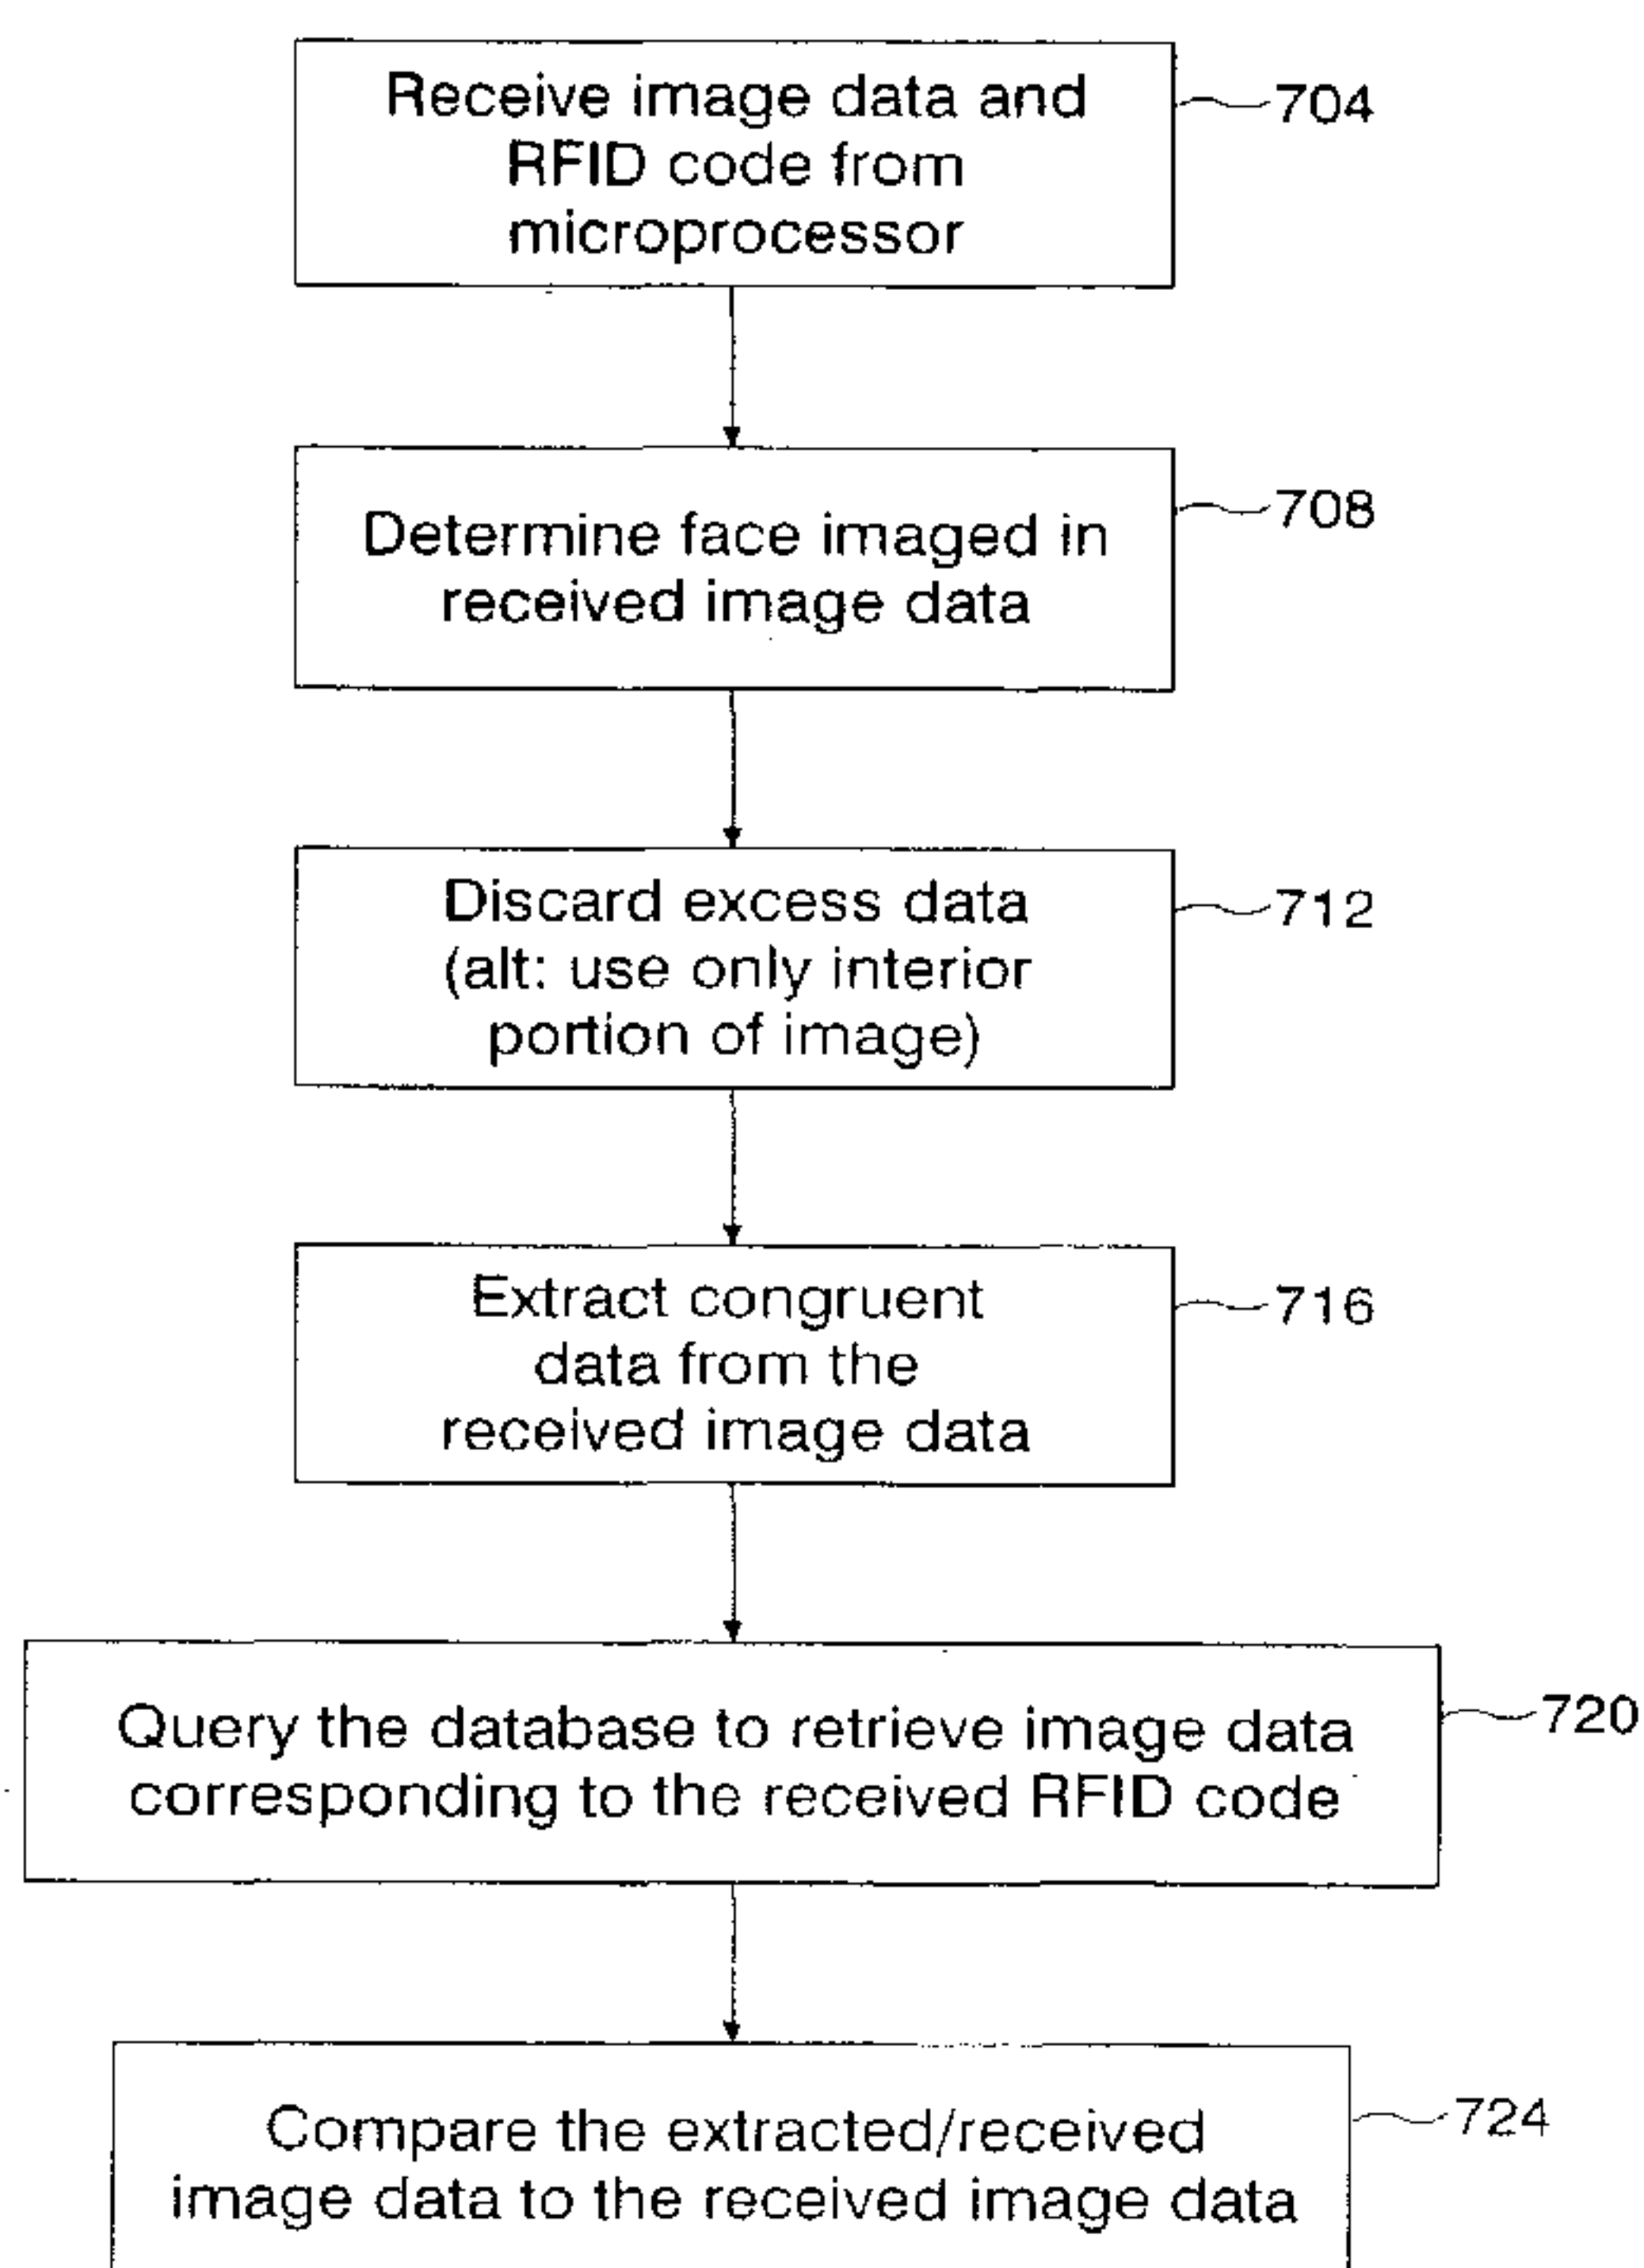 Receive image data and
RFID code from
microprocessor
704
Determine face imaged in
received image data
708
Discard excess data
(alt: use only interior
portion of image)
712
Extract congruent
data from the
received image data
716
Query the database to retrieve image data
corresponding to the received RFID code
720
Compare the extracted/received
image data to the received image data
724